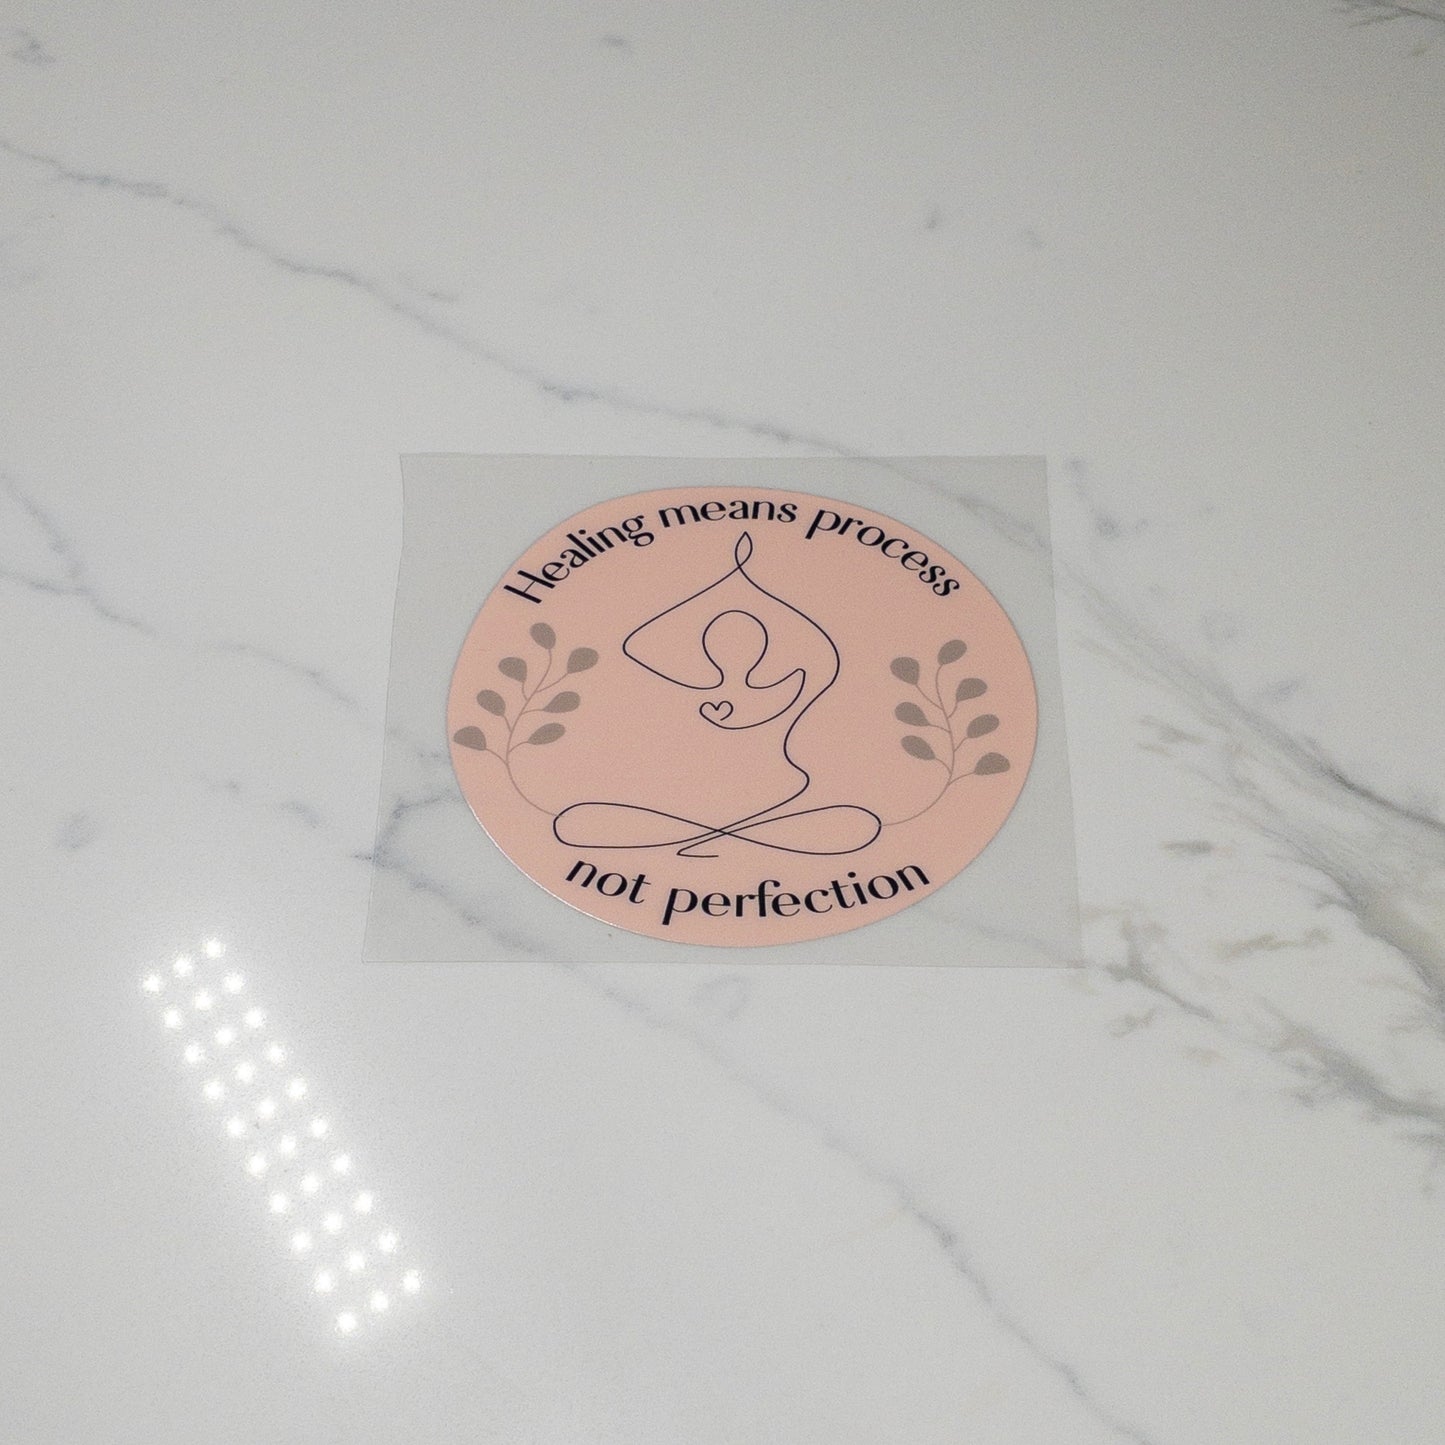 Healing means process
not perfection